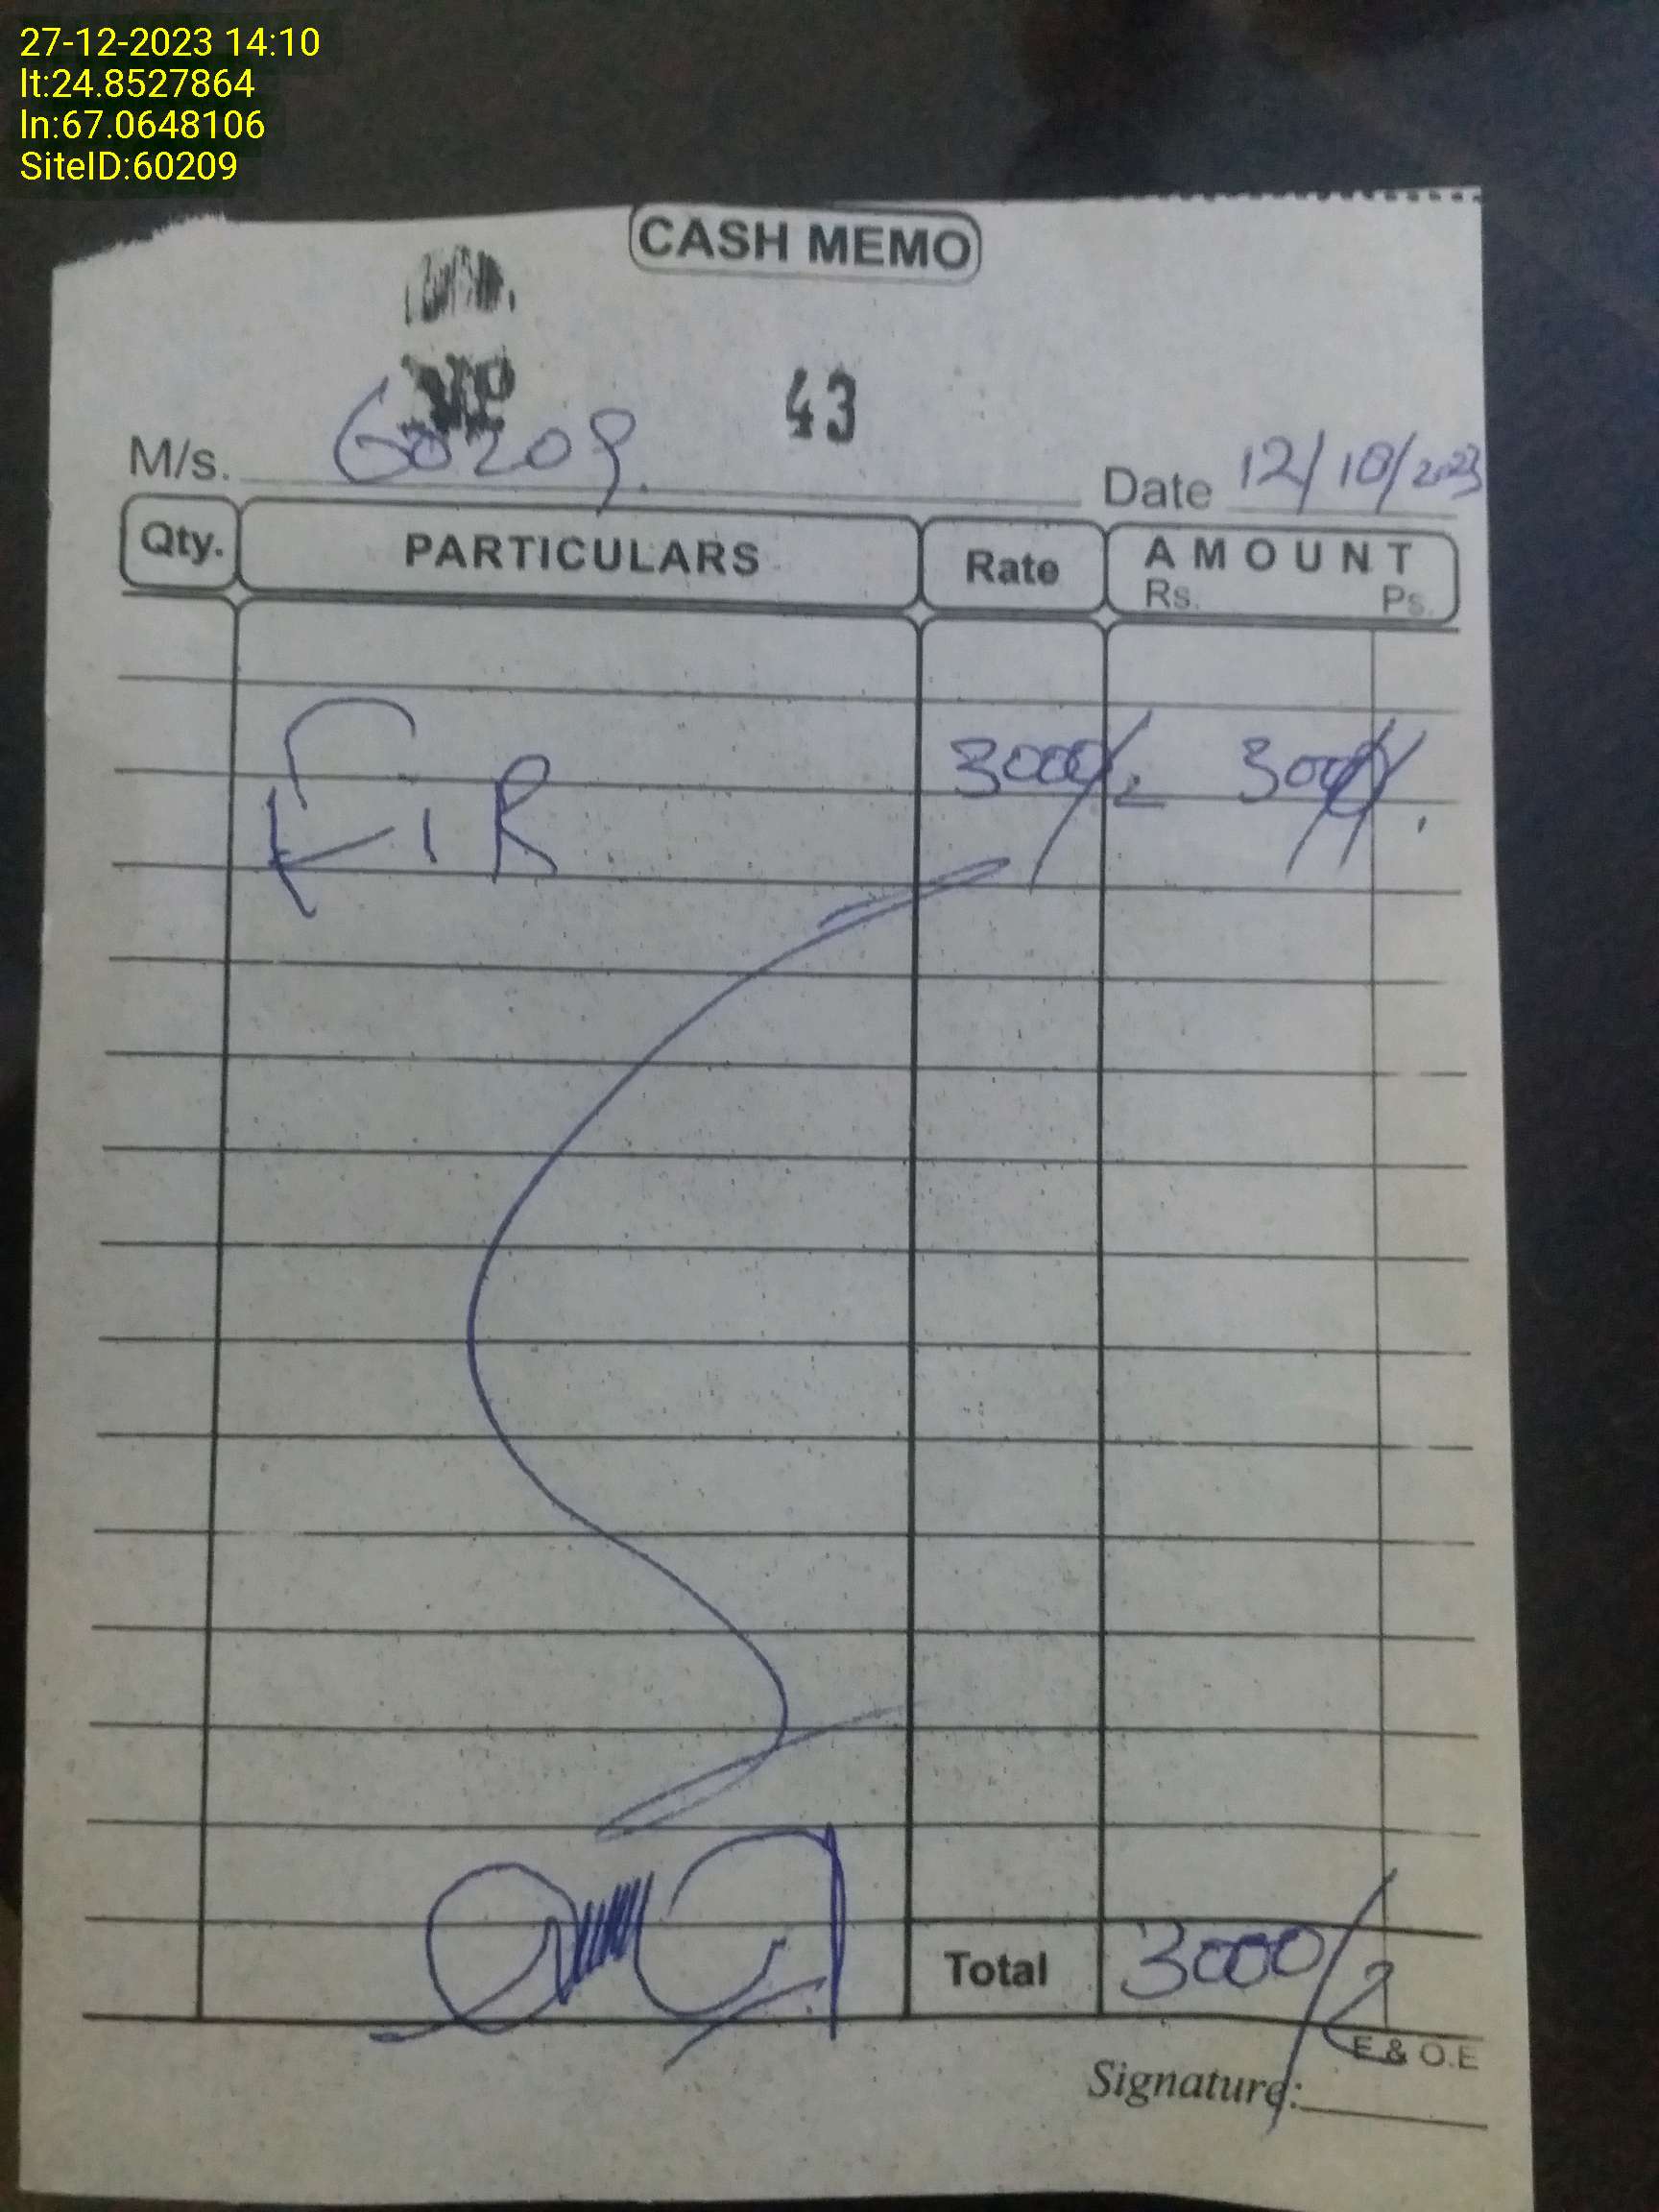 27-12-2023 14:10
lt:24.8527864
ln:67.0648106
SiteID:60209
CASH MEMO
43
M/s. 60209. Date 12/10/2023
Qty. PARTICULARS Rate AMOUNT
Rs. Ps.
FIR 3000/- 3000/.
Total 3000/-
E & O.E
Signature: